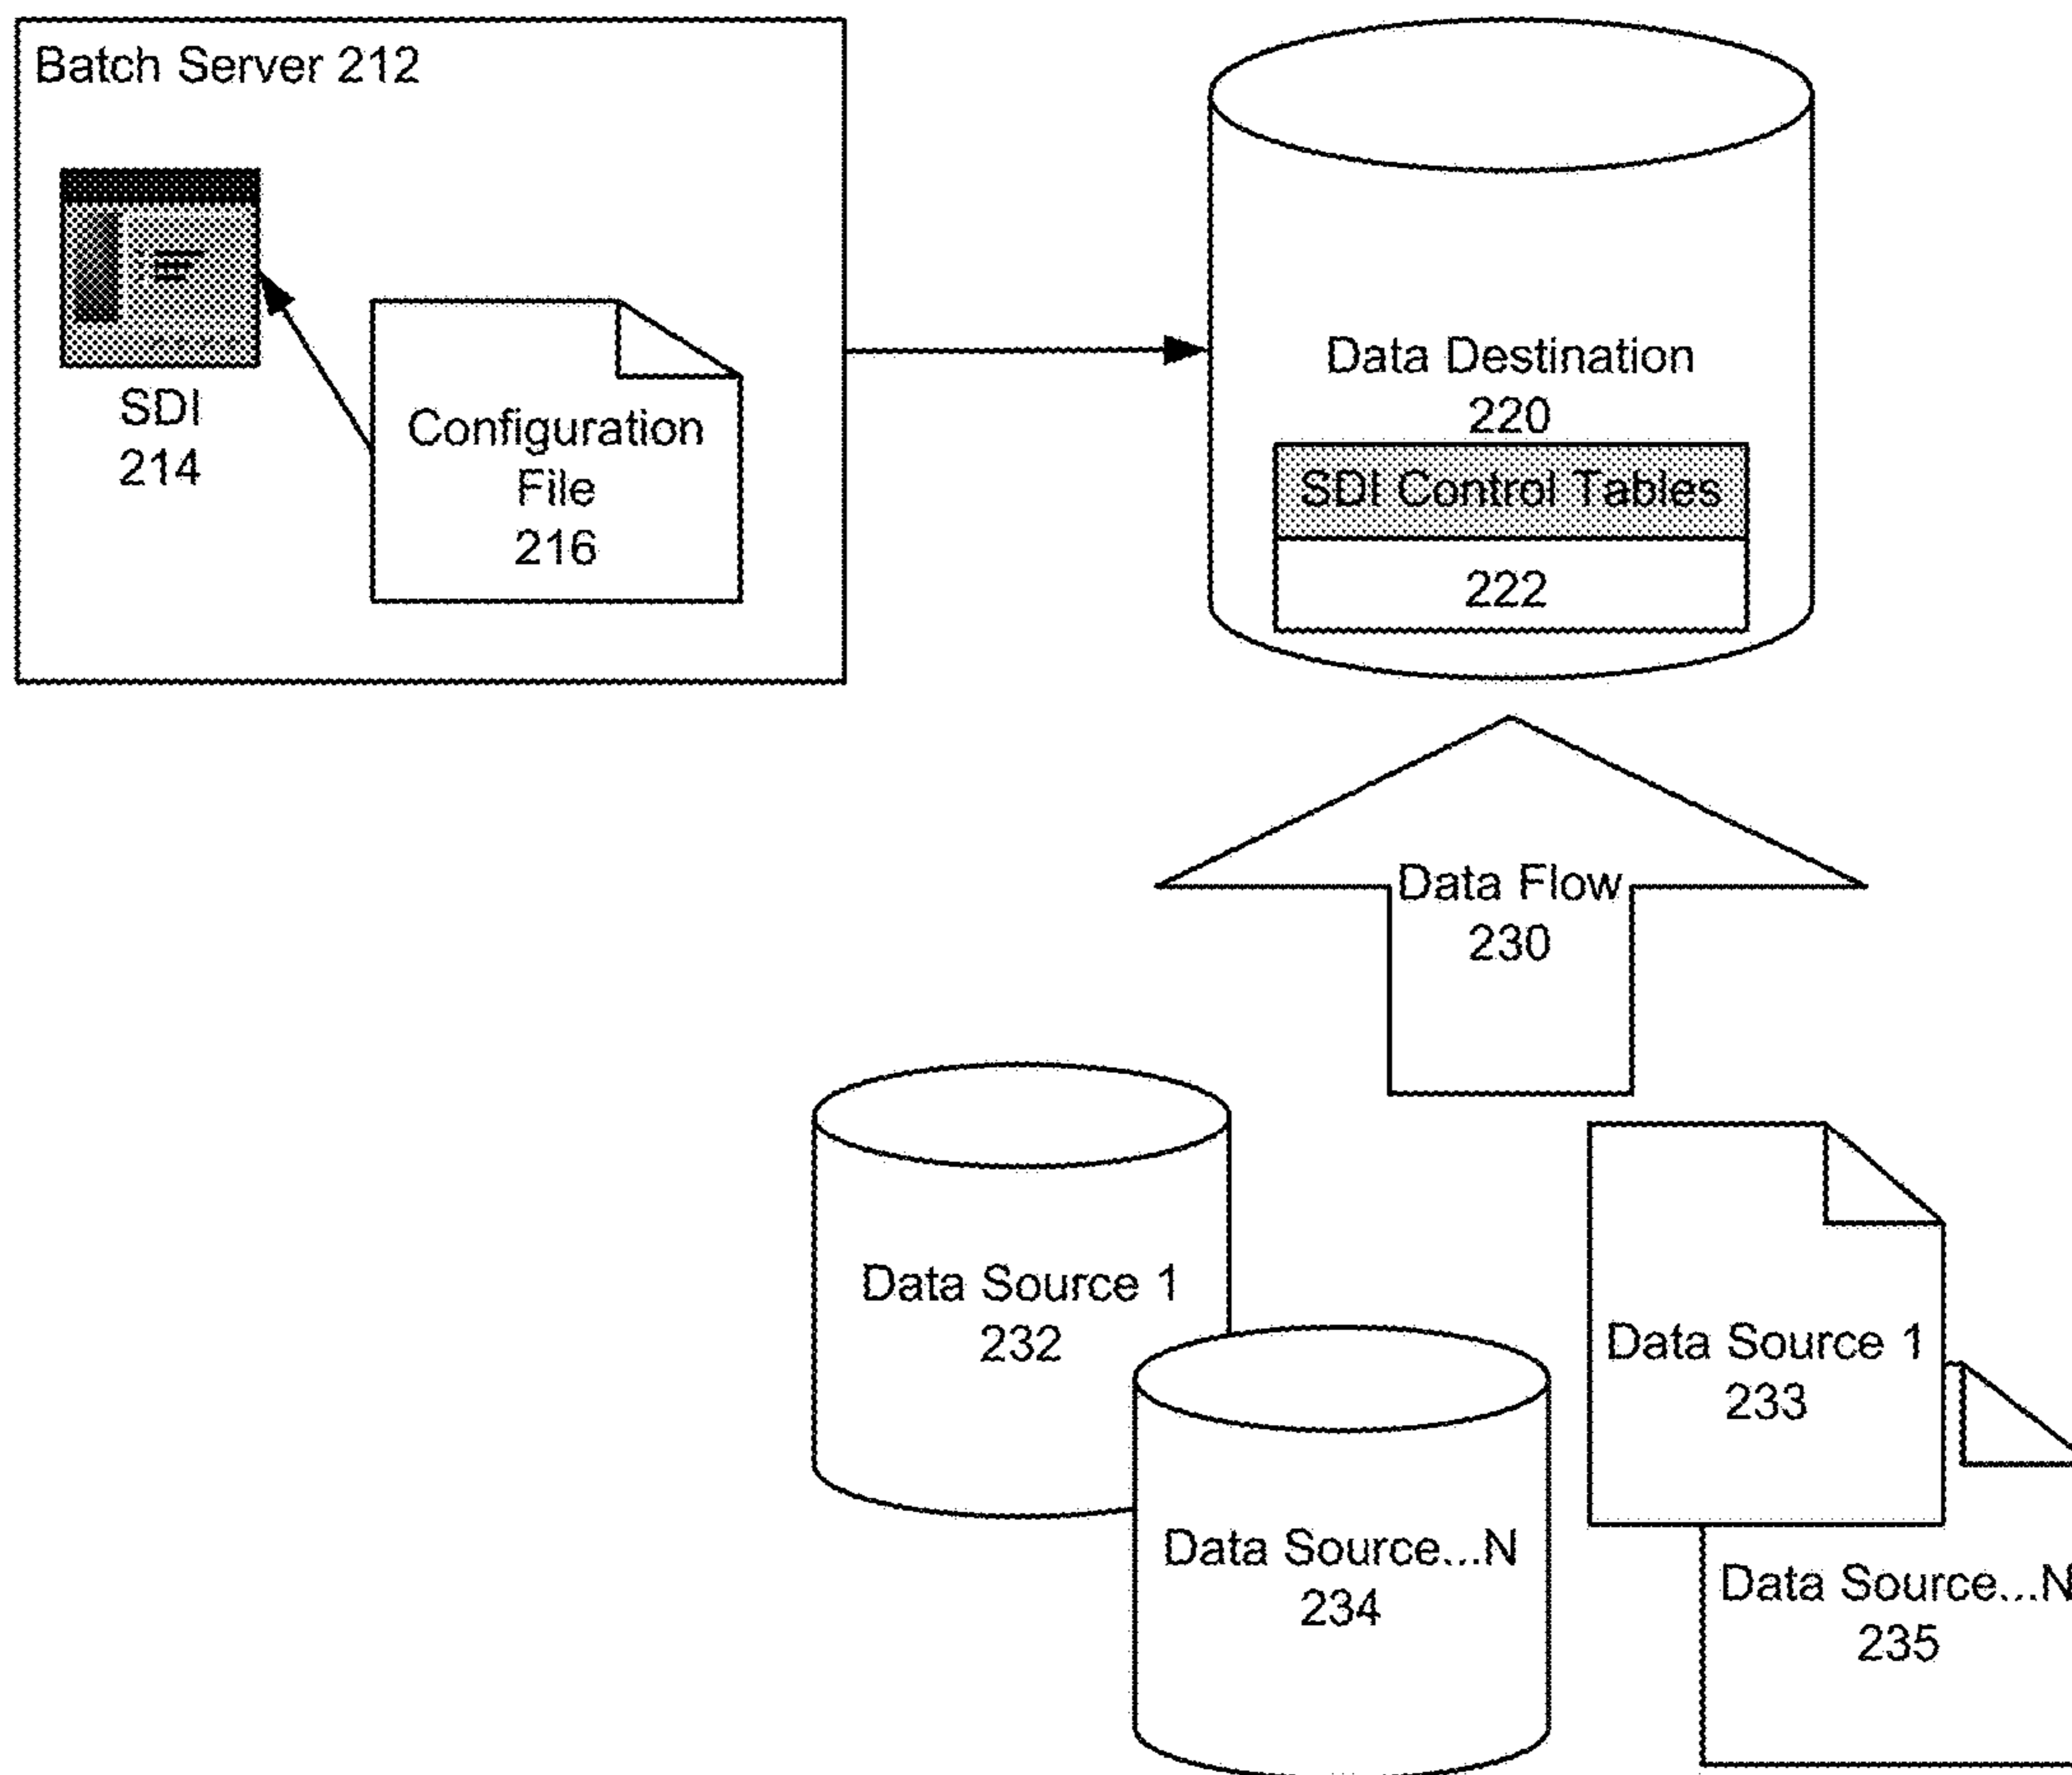 Batch Server 212
SDI
214
Configuration
File
216
Data Destination
220
SDI Control Tables
222
Data Flow
230
Data Source 1
232
Data Source...N
234
Data Source 1
233
Data Source...N
235